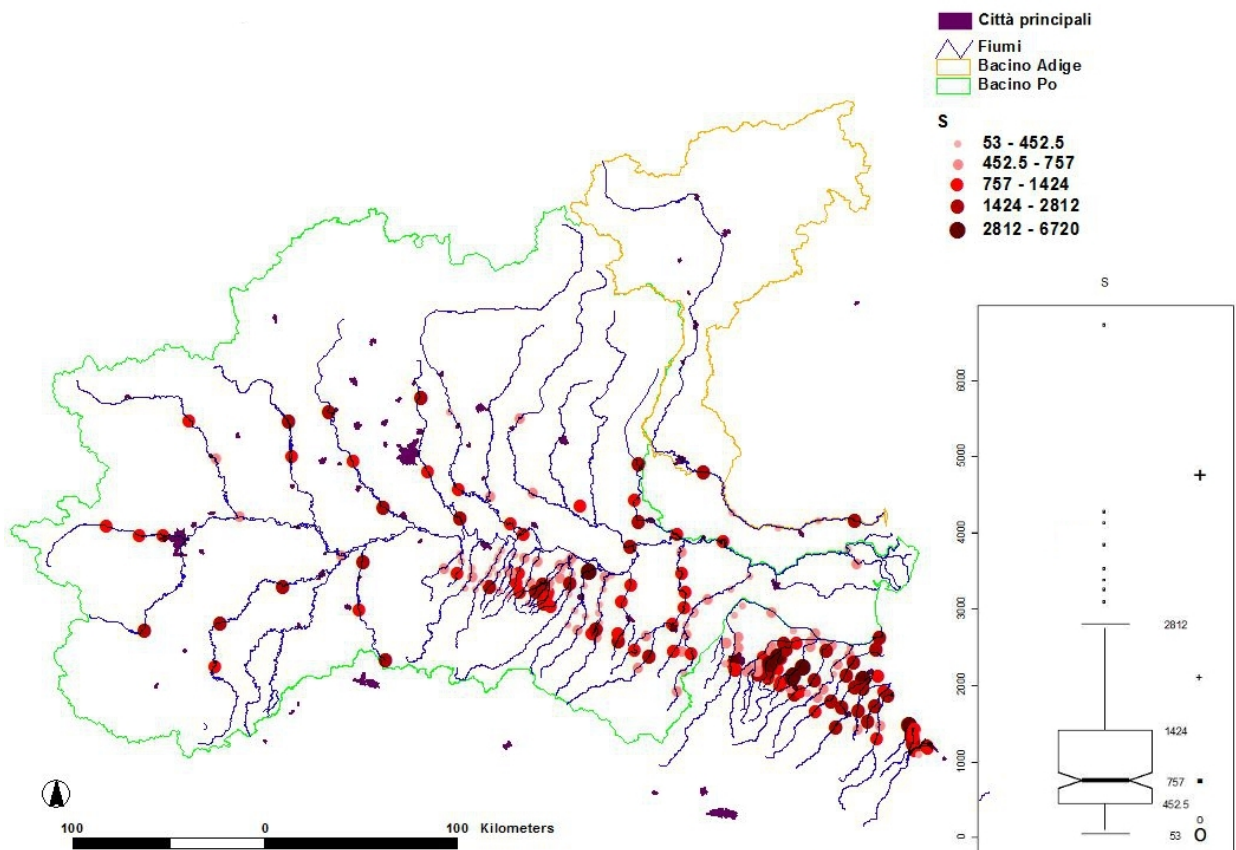 Città principali
Fiumi
Bacino Adige
Bacino Po
S
53 - 452.5
452.5 - 757
757 - 1424
1424 - 2812
2812 - 6720
S
6000
5000
4000
3000
2000
1000
0
2812
1424
757
452.5
53
100 0 100 Kilometers